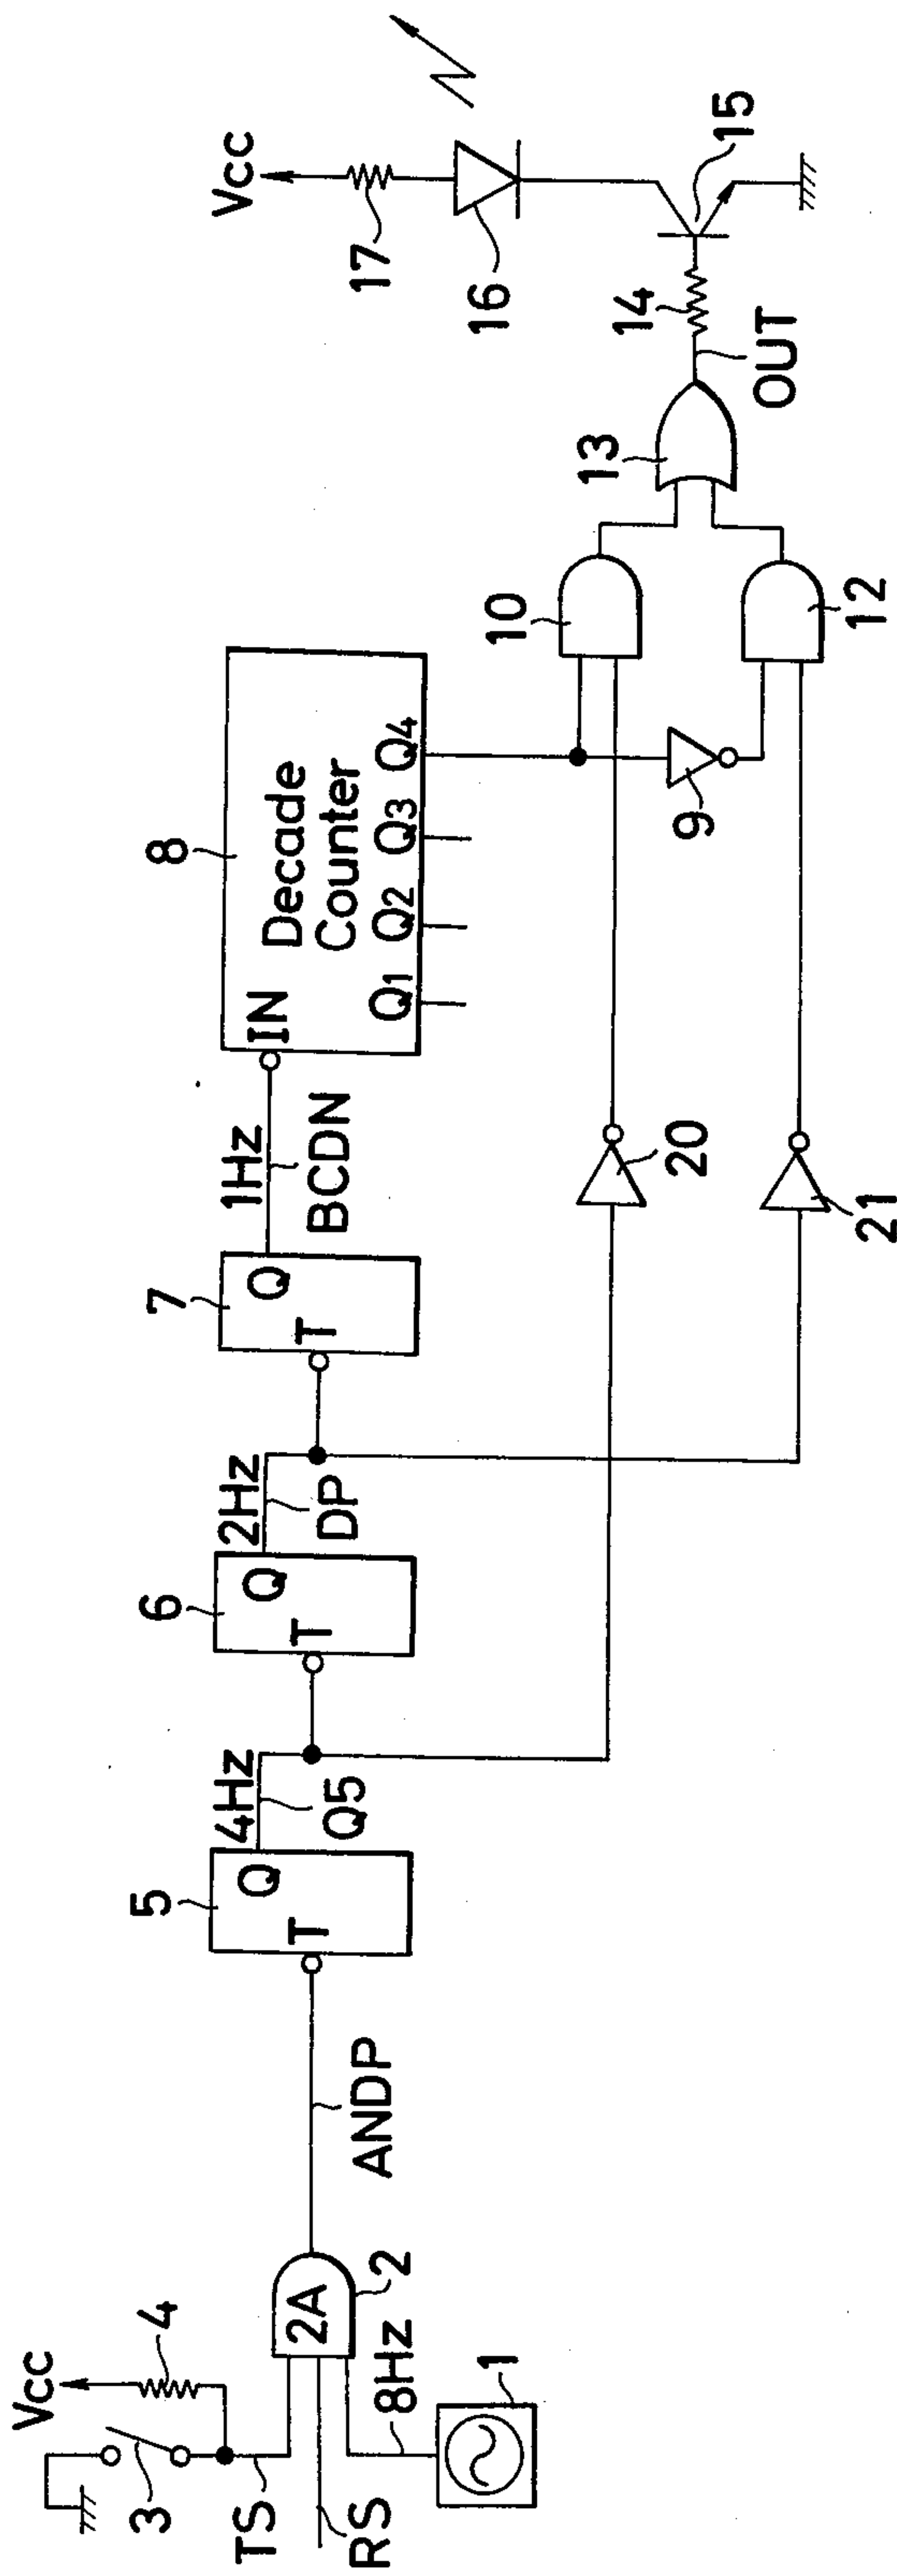 Vcc
4
3
TS
RS
2A
2
8Hz
1
ANDP
5
Q
T
4Hz
Q5
6
Q
T
2Hz
DP
7
Q
T
1Hz
BCDN
8
IN
Decade
Counter
Q1
Q2
Q3
Q4
20
21
9
10
12
13
OUT
14
15
16
17
Vcc